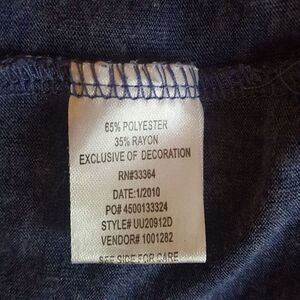 65% POLYESTER
35% RAYON
EXCLUSIVE OF DECORATION
RN#33364
DATE:1/2010
PO# 4500133324
STYLE# UU20912D
VENDOR# 1001282
SEE SIDE FOR CARE